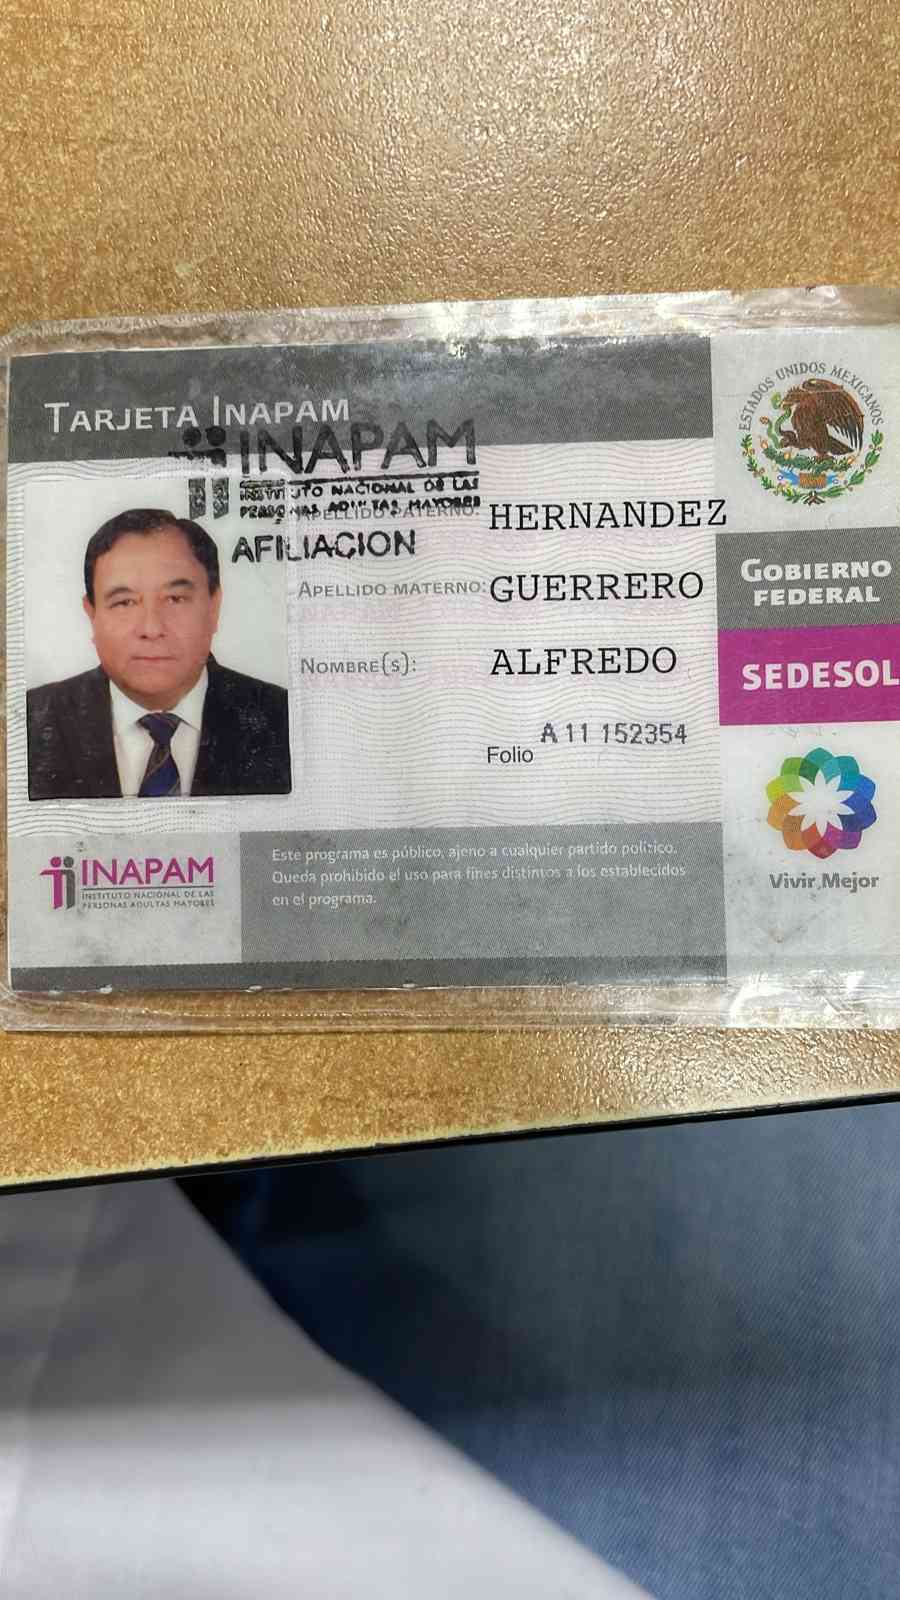 TARJETA INAPAM
INAPAM
INSTITUTO NACIONAL DE LAS
PERSONAS ADULTAS MAYORES
AFILIACION
APELLIDO PATERNO: HERNANDEZ
APELLIDO MATERNO: GUERRERO
NOMBRE(S): ALFREDO
Folio A 11 152354
ESTADOS UNIDOS MEXICANOS
GOBIERNO
FEDERAL
SEDESOL
Vivir Mejor
INAPAM
INSTITUTO NACIONAL DE LAS
PERSONAS ADULTAS MAYORES
Este programa es público, ajeno a cualquier partido político.
Queda prohibido el uso para fines distintos a los establecidos
en el programa.